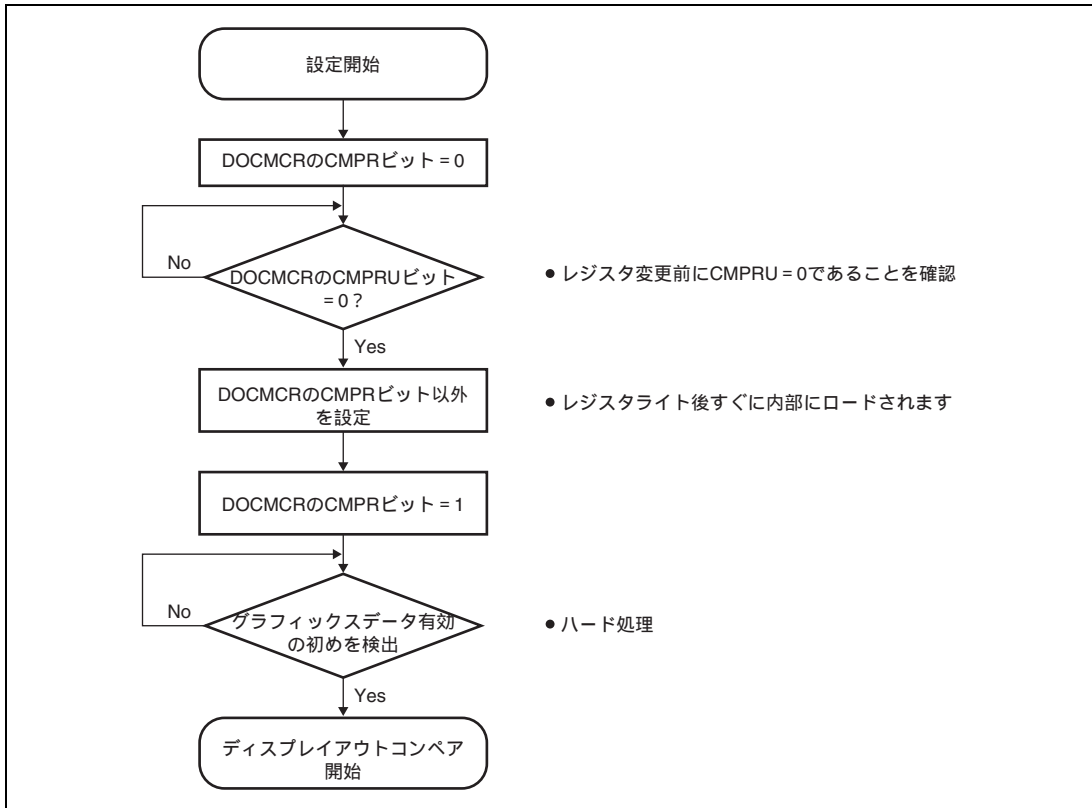 設定開始
DOCMCRのCMPRビット = 0
No
DOCMCRのCMPRUビット
= 0 ?
● レジスタ変更前にCMPRU = 0であることを確認
Yes
DOCMCRのCMPRビット以外
を設定
● レジスタライト後すぐに内部にロードされます
DOCMCRのCMPRビット = 1
No
グラフィックスデータ有効
の初めを検出
● ハード処理
Yes
ディスプレイアウトコンペア
開始